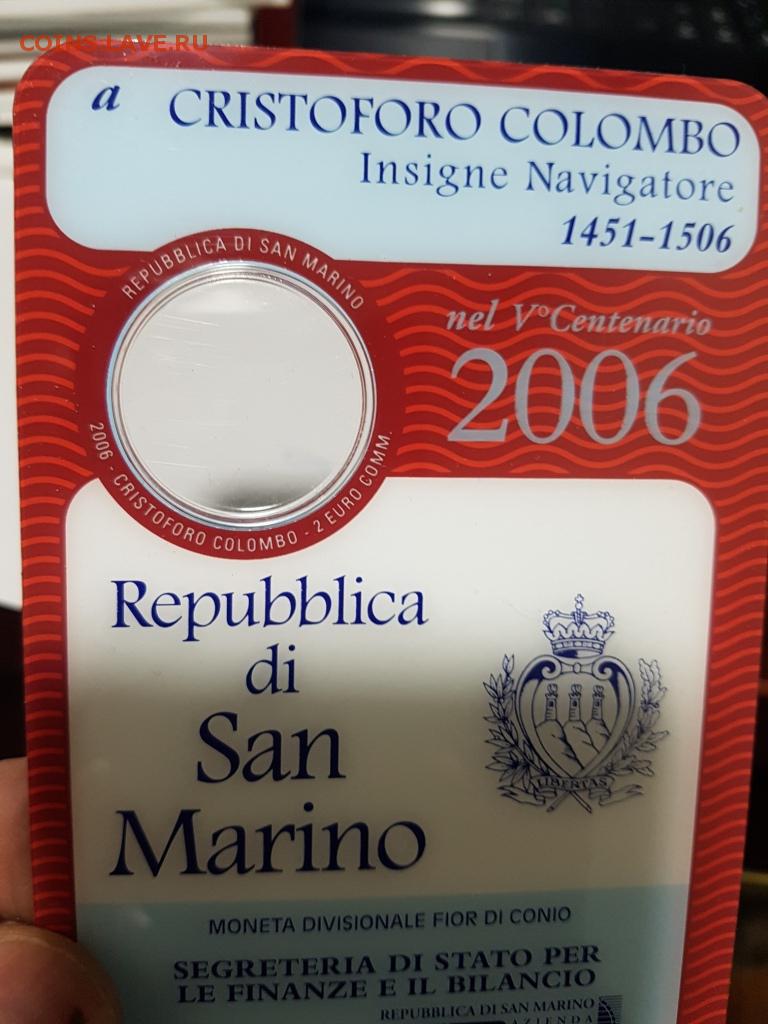 COINS.LAVE.RU
a CRISTOFORO COLOMBO
Insigne Navigatore
1451-1506
REPUBBLICA DI SAN MARINO
2006 - CRISTOFORO COLOMBO - 2 EURO COMM.
nel V°Centenario
2006
Repubblica
di
San
Marino
LIBERTAS
MONETA DIVISIONALE FIOR DI CONIO
SEGRETERIA DI STATO PER
LE FINANZE E IL BILANCIO
REPUBBLICA DI SAN MARINO
AZIENDA